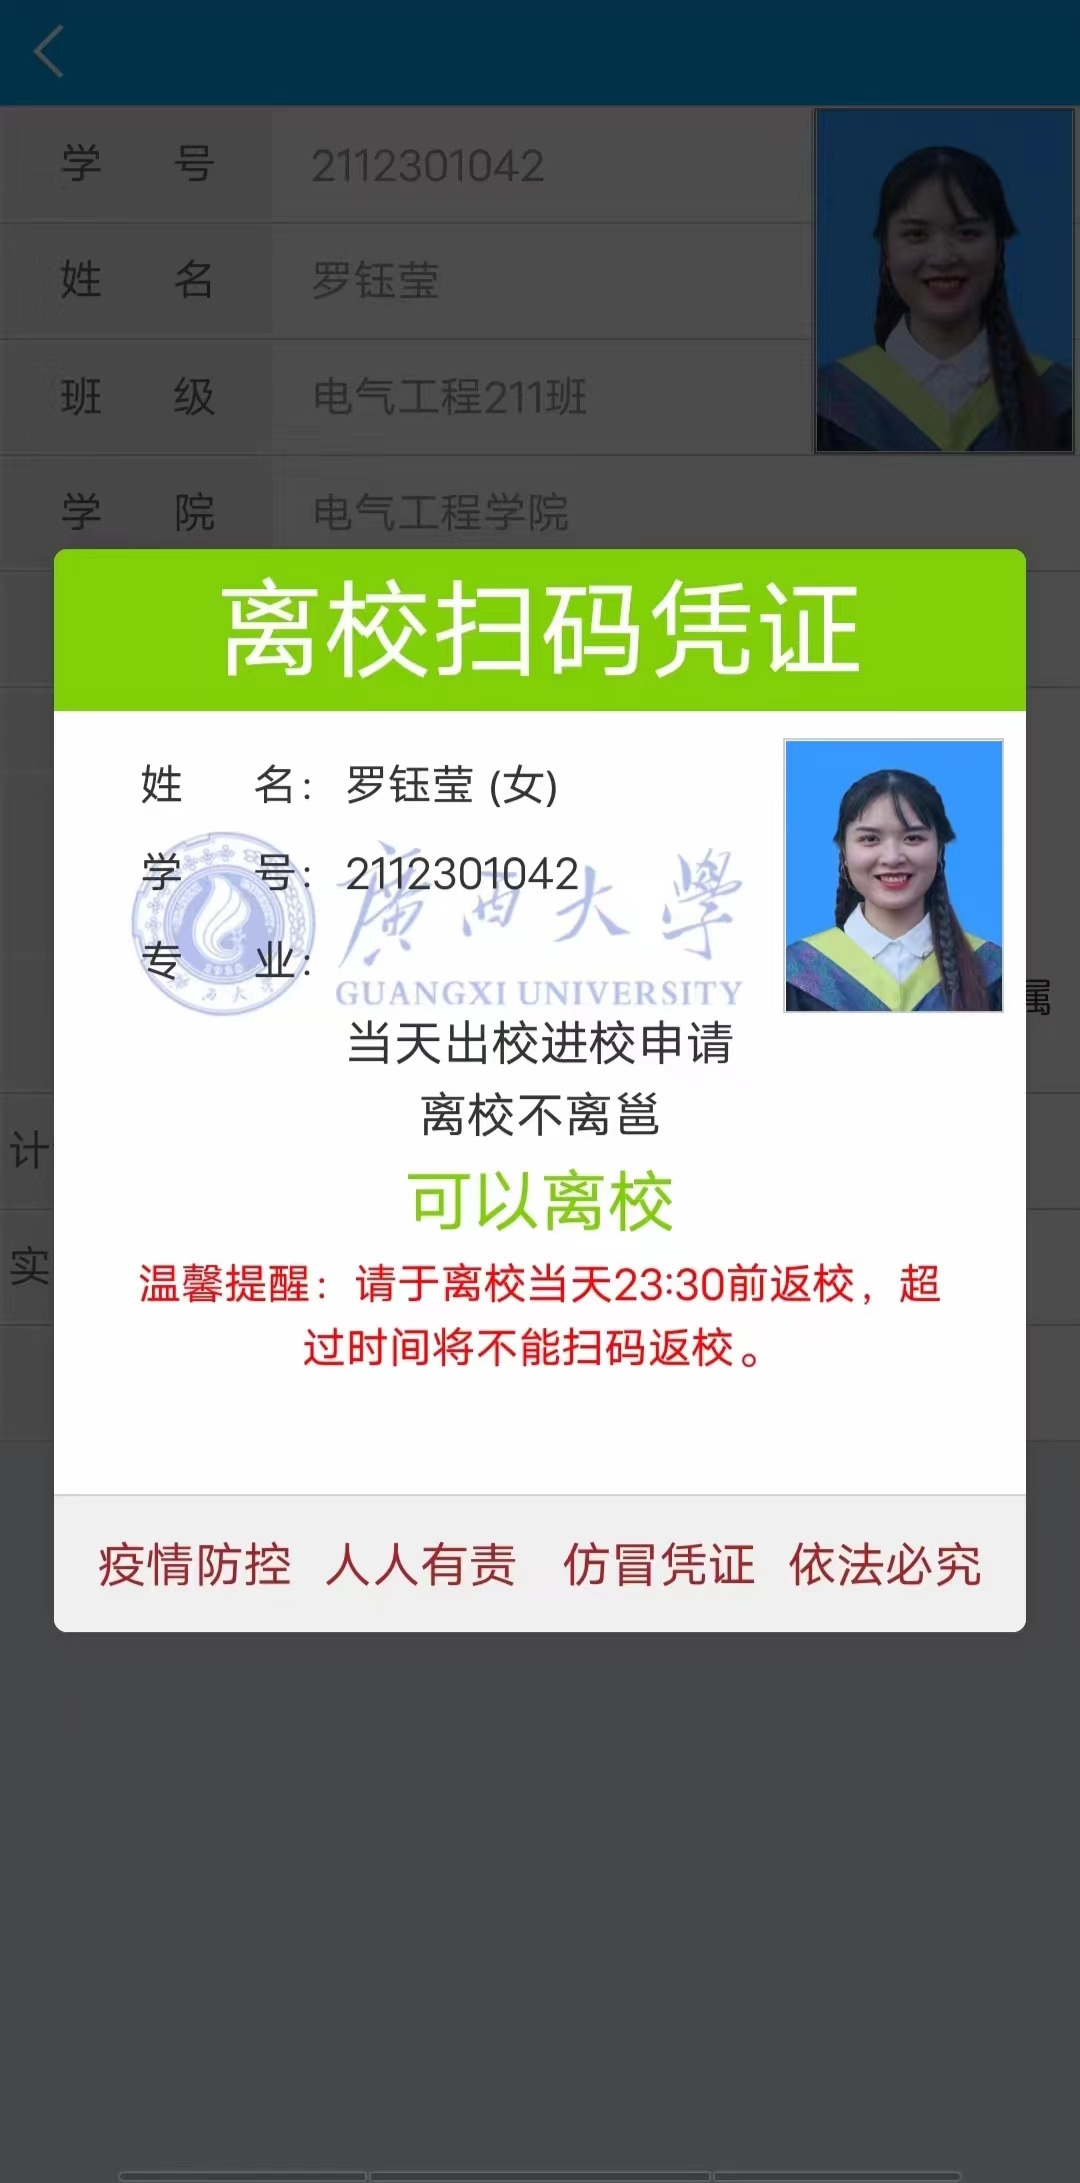 学 号 2112301042
姓 名 罗钰莹
班 级 电气工程211班
学 院 电气工程学院
离校扫码凭证
姓 名: 罗钰莹 (女)
学 号: 2112301042
专 业:
廣西大學
GUANGXI UNIVERSITY
属
当天出校进校申请
离校不离邕
计
可以离校
实
温馨提醒：请于离校当天23:30前返校，超
过时间将不能扫码返校。
疫情防控 人人有责 仿冒凭证 依法必究